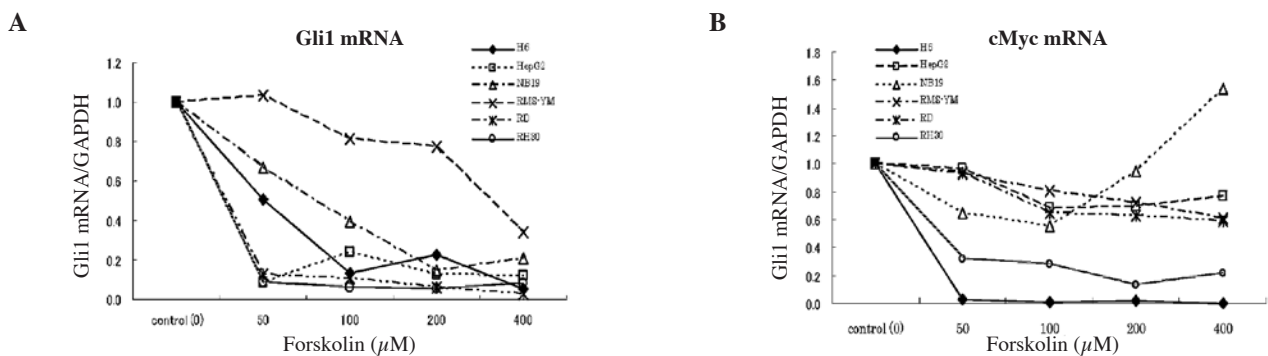 A
Gli1 mRNA
H6
HepG2
NB19
RMS-YM
RD
RH30
Gli1 mRNA/GAPDH
1.2
1.0
0.8
0.6
0.4
0.2
0.0
control (0) 50 100 200 400
Forskolin (µM)
B
cMyc mRNA
H6
HepG2
NB19
RMS-YM
RD
RH30
Gli1 mRNA/GAPDH
1.8
1.6
1.4
1.2
1.0
0.8
0.6
0.4
0.2
0.0
control (0) 50 100 200 400
Forskolin (µM)